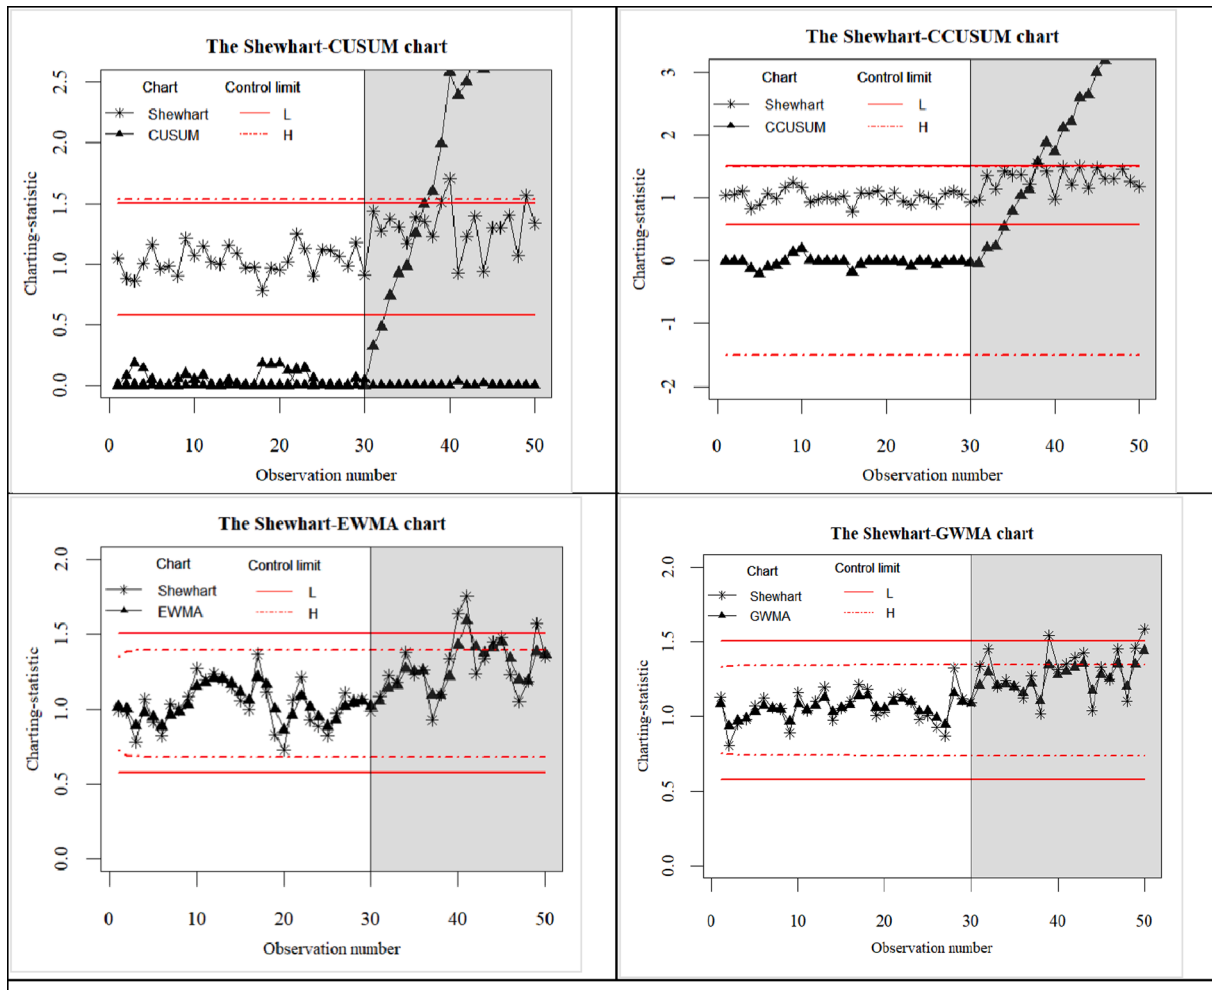 The Shewhart-CUSUM chart
Chart Control limit
Shewhart L
CUSUM H
Charting-statistic
0.0 0.5 1.0 1.5 2.0 2.5
0 10 20 30 40 50
Observation number
The Shewhart-CCUSUM chart
Chart Control limit
Shewhart L
CCUSUM H
Charting-statistic
-2 -1 0 1 2 3
0 10 20 30 40 50
Observation number
The Shewhart-EWMA chart
Chart Control limit
Shewhart L
EWMA H
Charting-statistic
0.0 0.5 1.0 1.5 2.0
0 10 20 30 40 50
Observation number
The Shewhart-GWMA chart
Chart Control limit
Shewhart L
GWMA H
Charting-statistic
0.0 0.5 1.0 1.5 2.0
0 10 20 30 40 50
Observation number